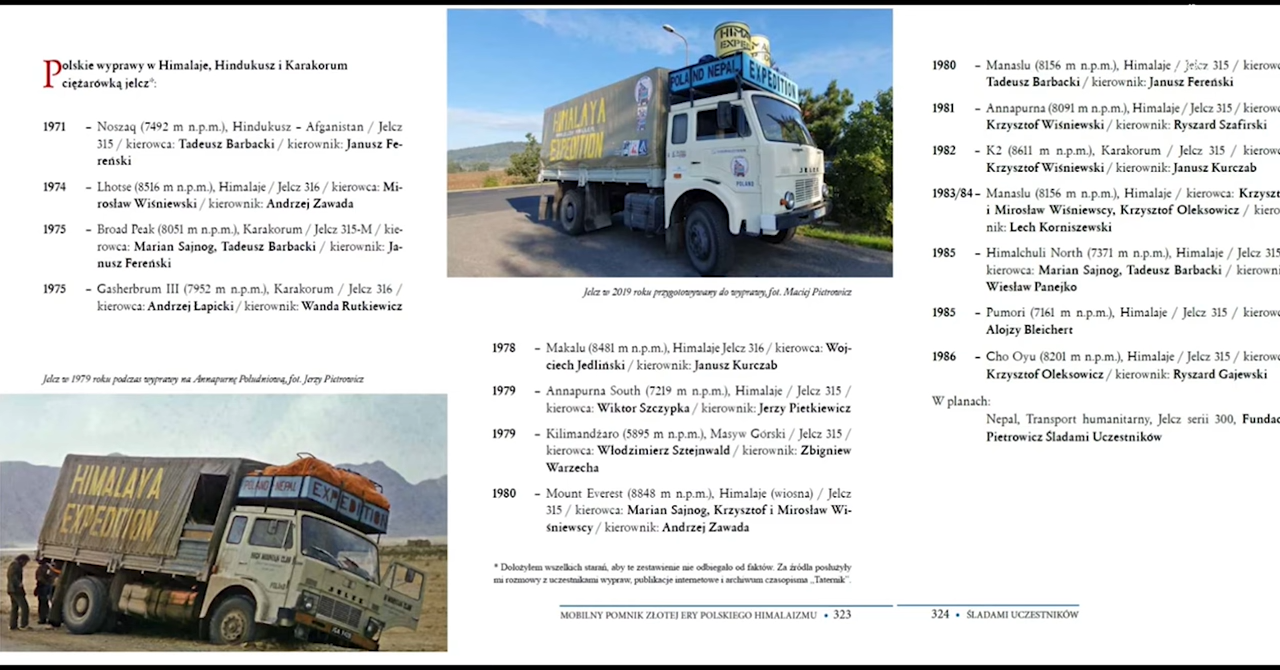 Polskie wyprawy w Himalaje, Hindukusz i Karakorum
ciężarówką jelcz*:
1971 – Noszaq (7492 m n.p.m.), Hindukusz – Afganistan / Jelcz
315 / kierowca: Tadeusz Barbacki / kierownik: Janusz Fe-
reński
1974 – Lhotse (8516 m n.p.m.), Himalaje / Jelcz 316 / kierowca: Mi-
rosław Wiśniewski / kierownik: Andrzej Zawada
1975 – Broad Peak (8051 m n.p.m.), Karakorum / Jelcz 315-M / kie-
rowca: Marian Sajnog, Tadeusz Barbacki / kierownik: Ja-
nusz Fereński
1975 – Gasherbrum III (7952 m n.p.m.), Karakorum / Jelcz 316 /
kierowca: Andrzej Łapicki / kierownik: Wanda Rutkiewicz
Jelcz w 1979 roku podczas wyprawy na Annapurnę Południową, fot. Jerzy Pietrowicz
HIMALAYA
EXPEDITION
POLAND NEPAL EXPEDITION
JELCZ
HIMALAYA
EXPEDITION
POLAND NEPAL EXPEDITION
POLAND
JELCZ
Jelcz w 2019 roku przygotowywany do wyprawy, fot. Maciej Pietrowicz
1978 – Makalu (8481 m n.p.m.), Himalaje Jelcz 316 / kierowca: Woj-
ciech Jedliński / kierownik: Janusz Kurczab
1979 – Annapurna South (7219 m n.p.m.), Himalaje / Jelcz 315 /
kierowca: Wiktor Szczypka / kierownik: Jerzy Pietkiewicz
1979 – Kilimandżaro (5895 m n.p.m.), Masyw Górski / Jelcz 315 /
kierowca: Włodzimierz Sztejnwald / kierownik: Zbigniew
Warzecha
1980 – Mount Everest (8848 m n.p.m.), Himalaje (wiosna) / Jelcz
315 / kierowca: Marian Sajnog, Krzysztof i Mirosław Wi-
śniewscy / kierownik: Andrzej Zawada
* Dołożyłem wszelkich starań, aby te zestawienie nie odbiegało od faktów. Za źródła posłużyły
mi rozmowy z uczestnikami wypraw, publikacje internetowe i archiwum czasopisma „Taternik”.
MOBILNY POMNIK ZŁOTEJ ERY POLSKIEGO HIMALAIZMU • 323
1980 – Manaslu (8156 m n.p.m.), Himalaje / Jelcz 315 / kierowc
Tadeusz Barbacki / kierownik: Janusz Fereński
1981 – Annapurna (8091 m n.p.m.), Himalaje / Jelcz 315 / kierowc
Krzysztof Wiśniewski / kierownik: Ryszard Szafirski
1982 – K2 (8611 m n.p.m.), Karakorum / Jelcz 315 / kierowc
Krzysztof Wiśniewski / kierownik: Janusz Kurczab
1983/84 – Manaslu (8156 m n.p.m.), Himalaje / kierowca: Krzyszt
i Mirosław Wiśniewscy, Krzysztof Oleksowicz / kiero
nik: Lech Korniszewski
1985 – Himalchuli North (7371 m n.p.m.), Himalaje / Jelcz 315
kierowca: Marian Sajnog, Tadeusz Barbacki / kierowni
Wiesław Panejko
1985 – Pumori (7161 m n.p.m.), Himalaje / Jelcz 315 / kierowc
Alojzy Bleichert
1986 – Cho Oyu (8201 m n.p.m.), Himalaje / Jelcz 315 / kierowc
Krzysztof Oleksowicz / kierownik: Ryszard Gajewski
W planach:
Nepal, Transport humanitarny, Jelcz serii 300, Fundac
Pietrowicz Śladami Uczestników
324 • ŚLADAMI UCZESTNIKÓW